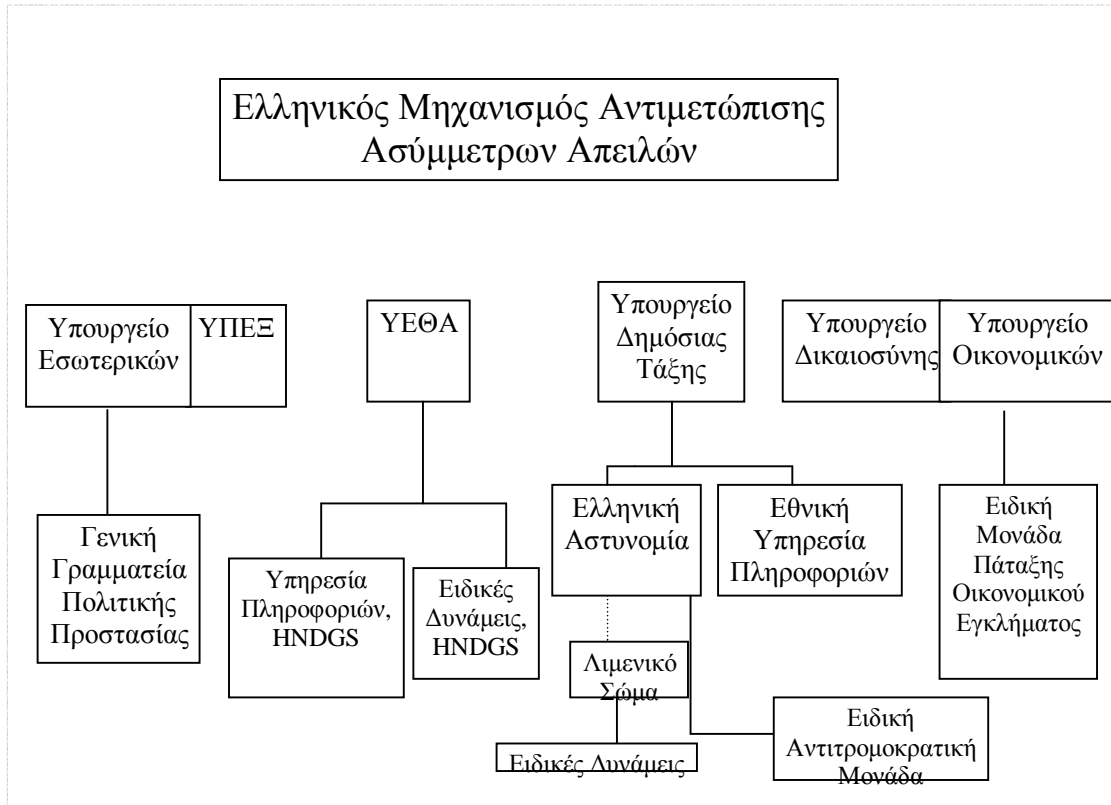 Ελληνικός Μηχανισμός Αντιμετώπισης
Ασύμμετρων Απειλών
Υπουργείο
Εσωτερικών
ΥΠΕΞ
ΥΕΘΑ
Υπουργείο
Δημόσιας
Τάξης
Υπουργείο
Δικαιοσύνης
Υπουργείο
Οικονομικών
Γενική
Γραμματεία
Πολιτικής
Προστασίας
Υπηρεσία
Πληροφοριών,
HNDGS
Ειδικές
Δυνάμεις,
HNDGS
Ελληνική
Αστυνομία
Εθνική
Υπηρεσία
Πληροφοριών
Ειδική
Μονάδα
Πάταξης
Οικονομικού
Εγκλήματος
Λιμενικό
Σώμα
Ειδικές Δυνάμεις
Ειδική
Αντιτρομοκρατική
Μονάδα